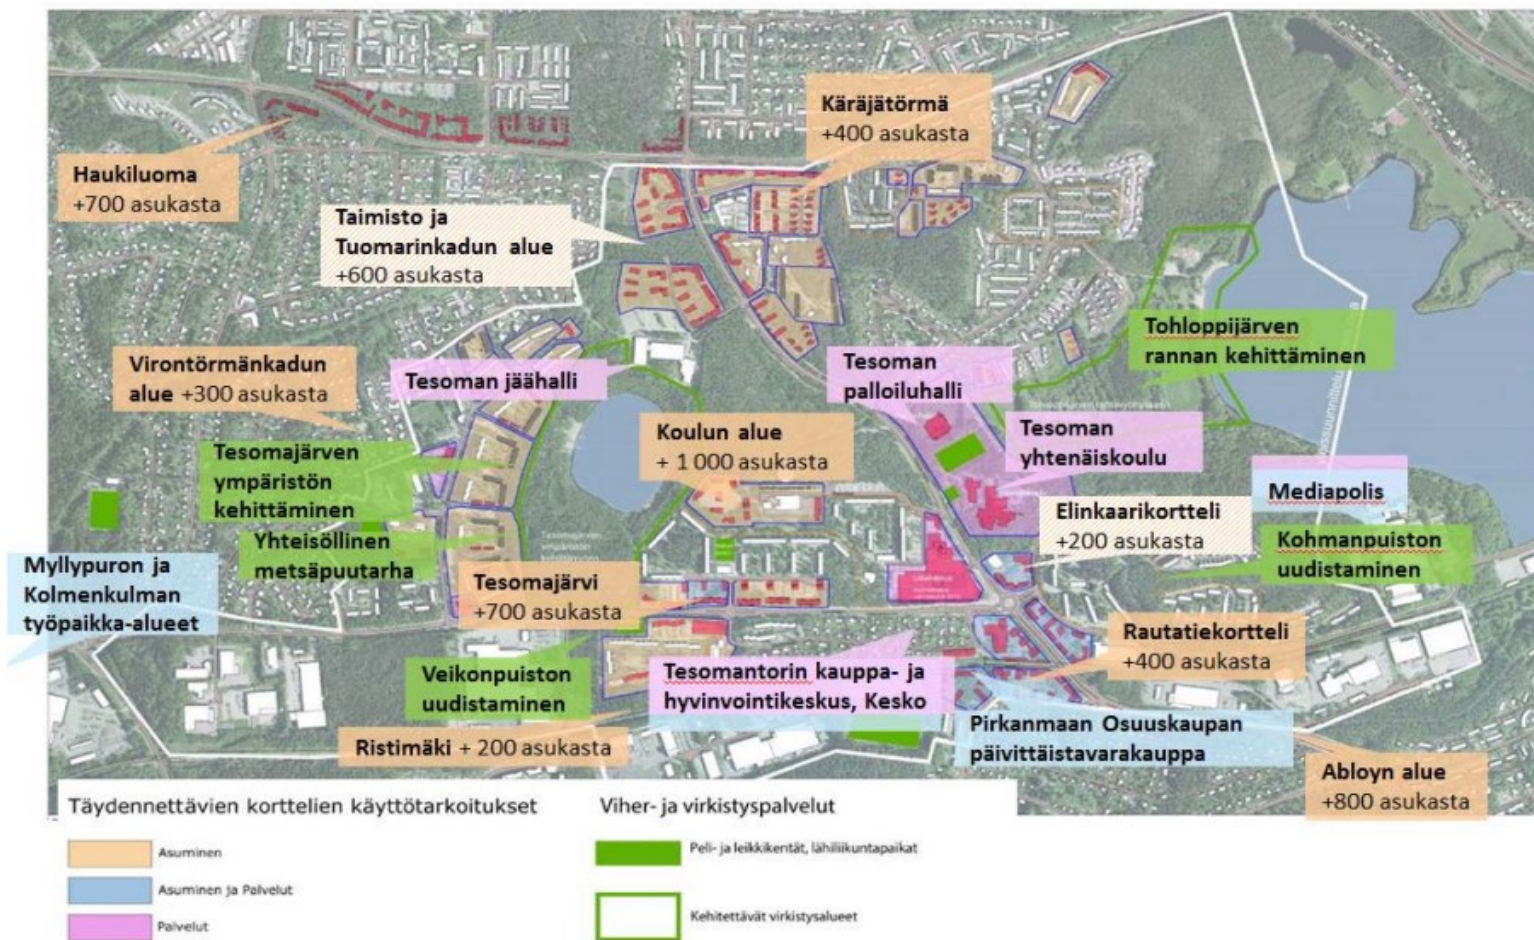 Käräjätörmä
+400 asukasta
Haukiluoma
+700 asukasta
Taimisto ja
Tuomarinkadun alue
+600 asukasta
Tohloppijärven
rannan kehittäminen
Virontörmänkadun
alue +300 asukasta
Tesoman jäähalli
Tesoman
palloiluhalli
Koulun alue
+ 1 000 asukasta
Tesoman
yhtenäiskoulu
Tesomajärven
ympäristön
kehittäminen
Mediapolis
Elinkaarikortteli
+200 asukasta
Yhteisöllinen
metsäpuutarha
Kohmanpuiston
uudistaminen
Myllypuron ja
Kolmenkulman
työpaikka-alueet
Tesomajärven
ympäristön
Tesomajärvi
+700 asukasta
Rautatiekortteli
+400 asukasta
Veikonpuiston
uudistaminen
Tesomantorin kauppa- ja
hyvinvointikeskus, Kesko
Ristimäki + 200 asukasta
Pirkanmaan Osuuskaupan
päivittäistavarakauppa
Abloyn alue
+800 asukasta
Täydennettävien korttelien käyttötarkoitukset
Asuminen
Asuminen ja Palvelut
Palvelut
Viher- ja virkistyspalvelut
Peli- ja leikkikentät, lähiliikuntapaikat
Kehitettävät virkistysalueet